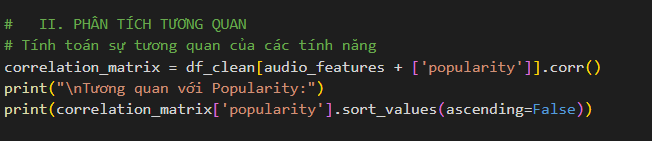 #   II. PHÂN TÍCH TƯƠNG QUAN
# Tính toán sự tương quan của các tính năng
correlation_matrix = df_clean[audio_features + ['popularity']].corr()
print("\nTương quan với Popularity:")
print(correlation_matrix['popularity'].sort_values(ascending=False))